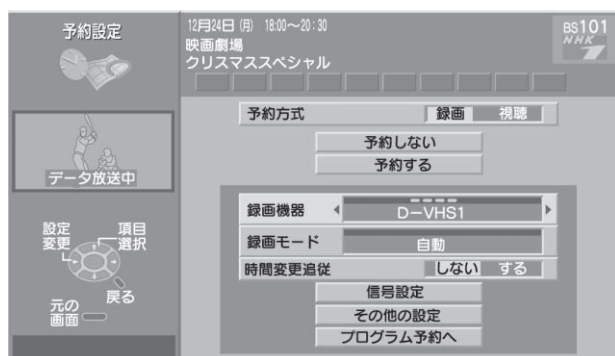 予約設定
12月24日(月) 18:00〜20:30
映画劇場
クリスマススペシャル
BS101
NHK
7
データ放送中
設定変更
項目選択
戻る
元の画面
予約方式 録画 視聴
予約しない
予約する
録画機器 D-VHS1
録画モード 自動
時間変更追従 しない する
信号設定
その他の設定
プログラム予約へ